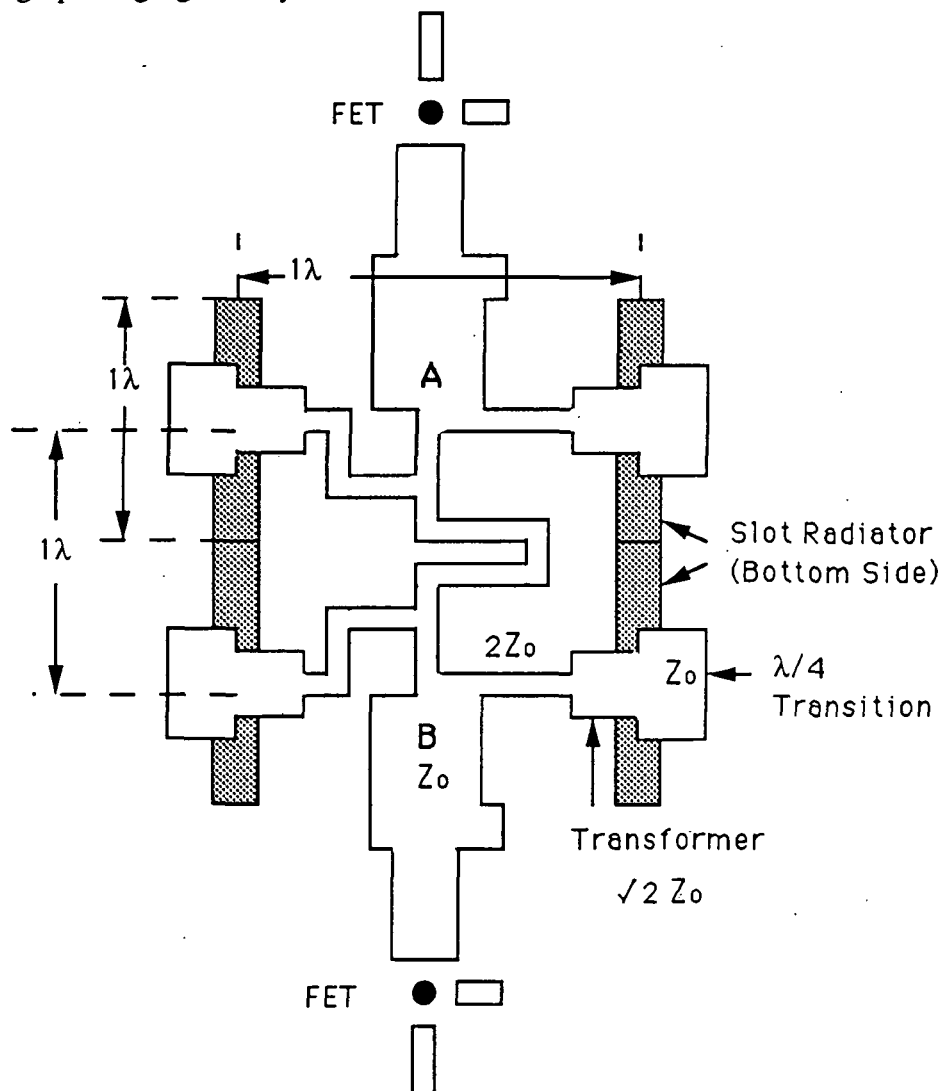 FET
1λ
A
1λ
1λ
Slot Radiator
(Bottom Side)
2Zo
Zo
λ/4
Transition
B
Zo
Transformer
√2 Zo
FET